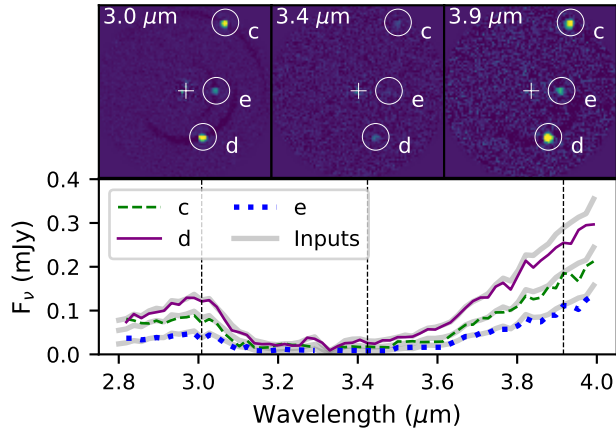 3.0 μm 3.4 μm 3.9 μm
c c c
e e e
d d d
0.4
0.3
0.2
0.1
0.0
F_ν (mJy)
c e
d Inputs
2.8 3.0 3.2 3.4 3.6 3.8 4.0
Wavelength (μm)